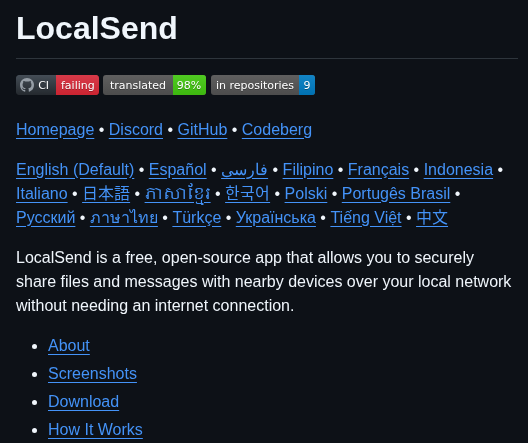 LocalSend
CI failing translated 98% in repositories 9
Homepage • Discord • GitHub • Codeberg
English (Default) • Español • فارسی • Filipino • Français • Indonesia •
Italiano • 日本語 • ភាសាខ្មែរ • 한국어 • Polski • Portugês Brasil •
Русский • ภาษาไทย • Türkçe • Українська • Tiếng Việt • 中文
LocalSend is a free, open-source app that allows you to securely
share files and messages with nearby devices over your local network
without needing an internet connection.
• About
• Screenshots
• Download
• How It Works